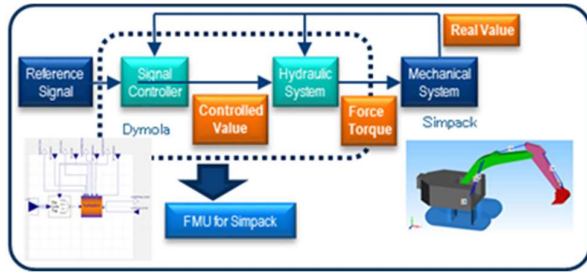 Real Value
Reference
Signal
Signal
Controller
Hydraulic
System
Mechanical
System
Controlled
Value
Force
Torque
Dymola
Simpack
FMU for Simpack